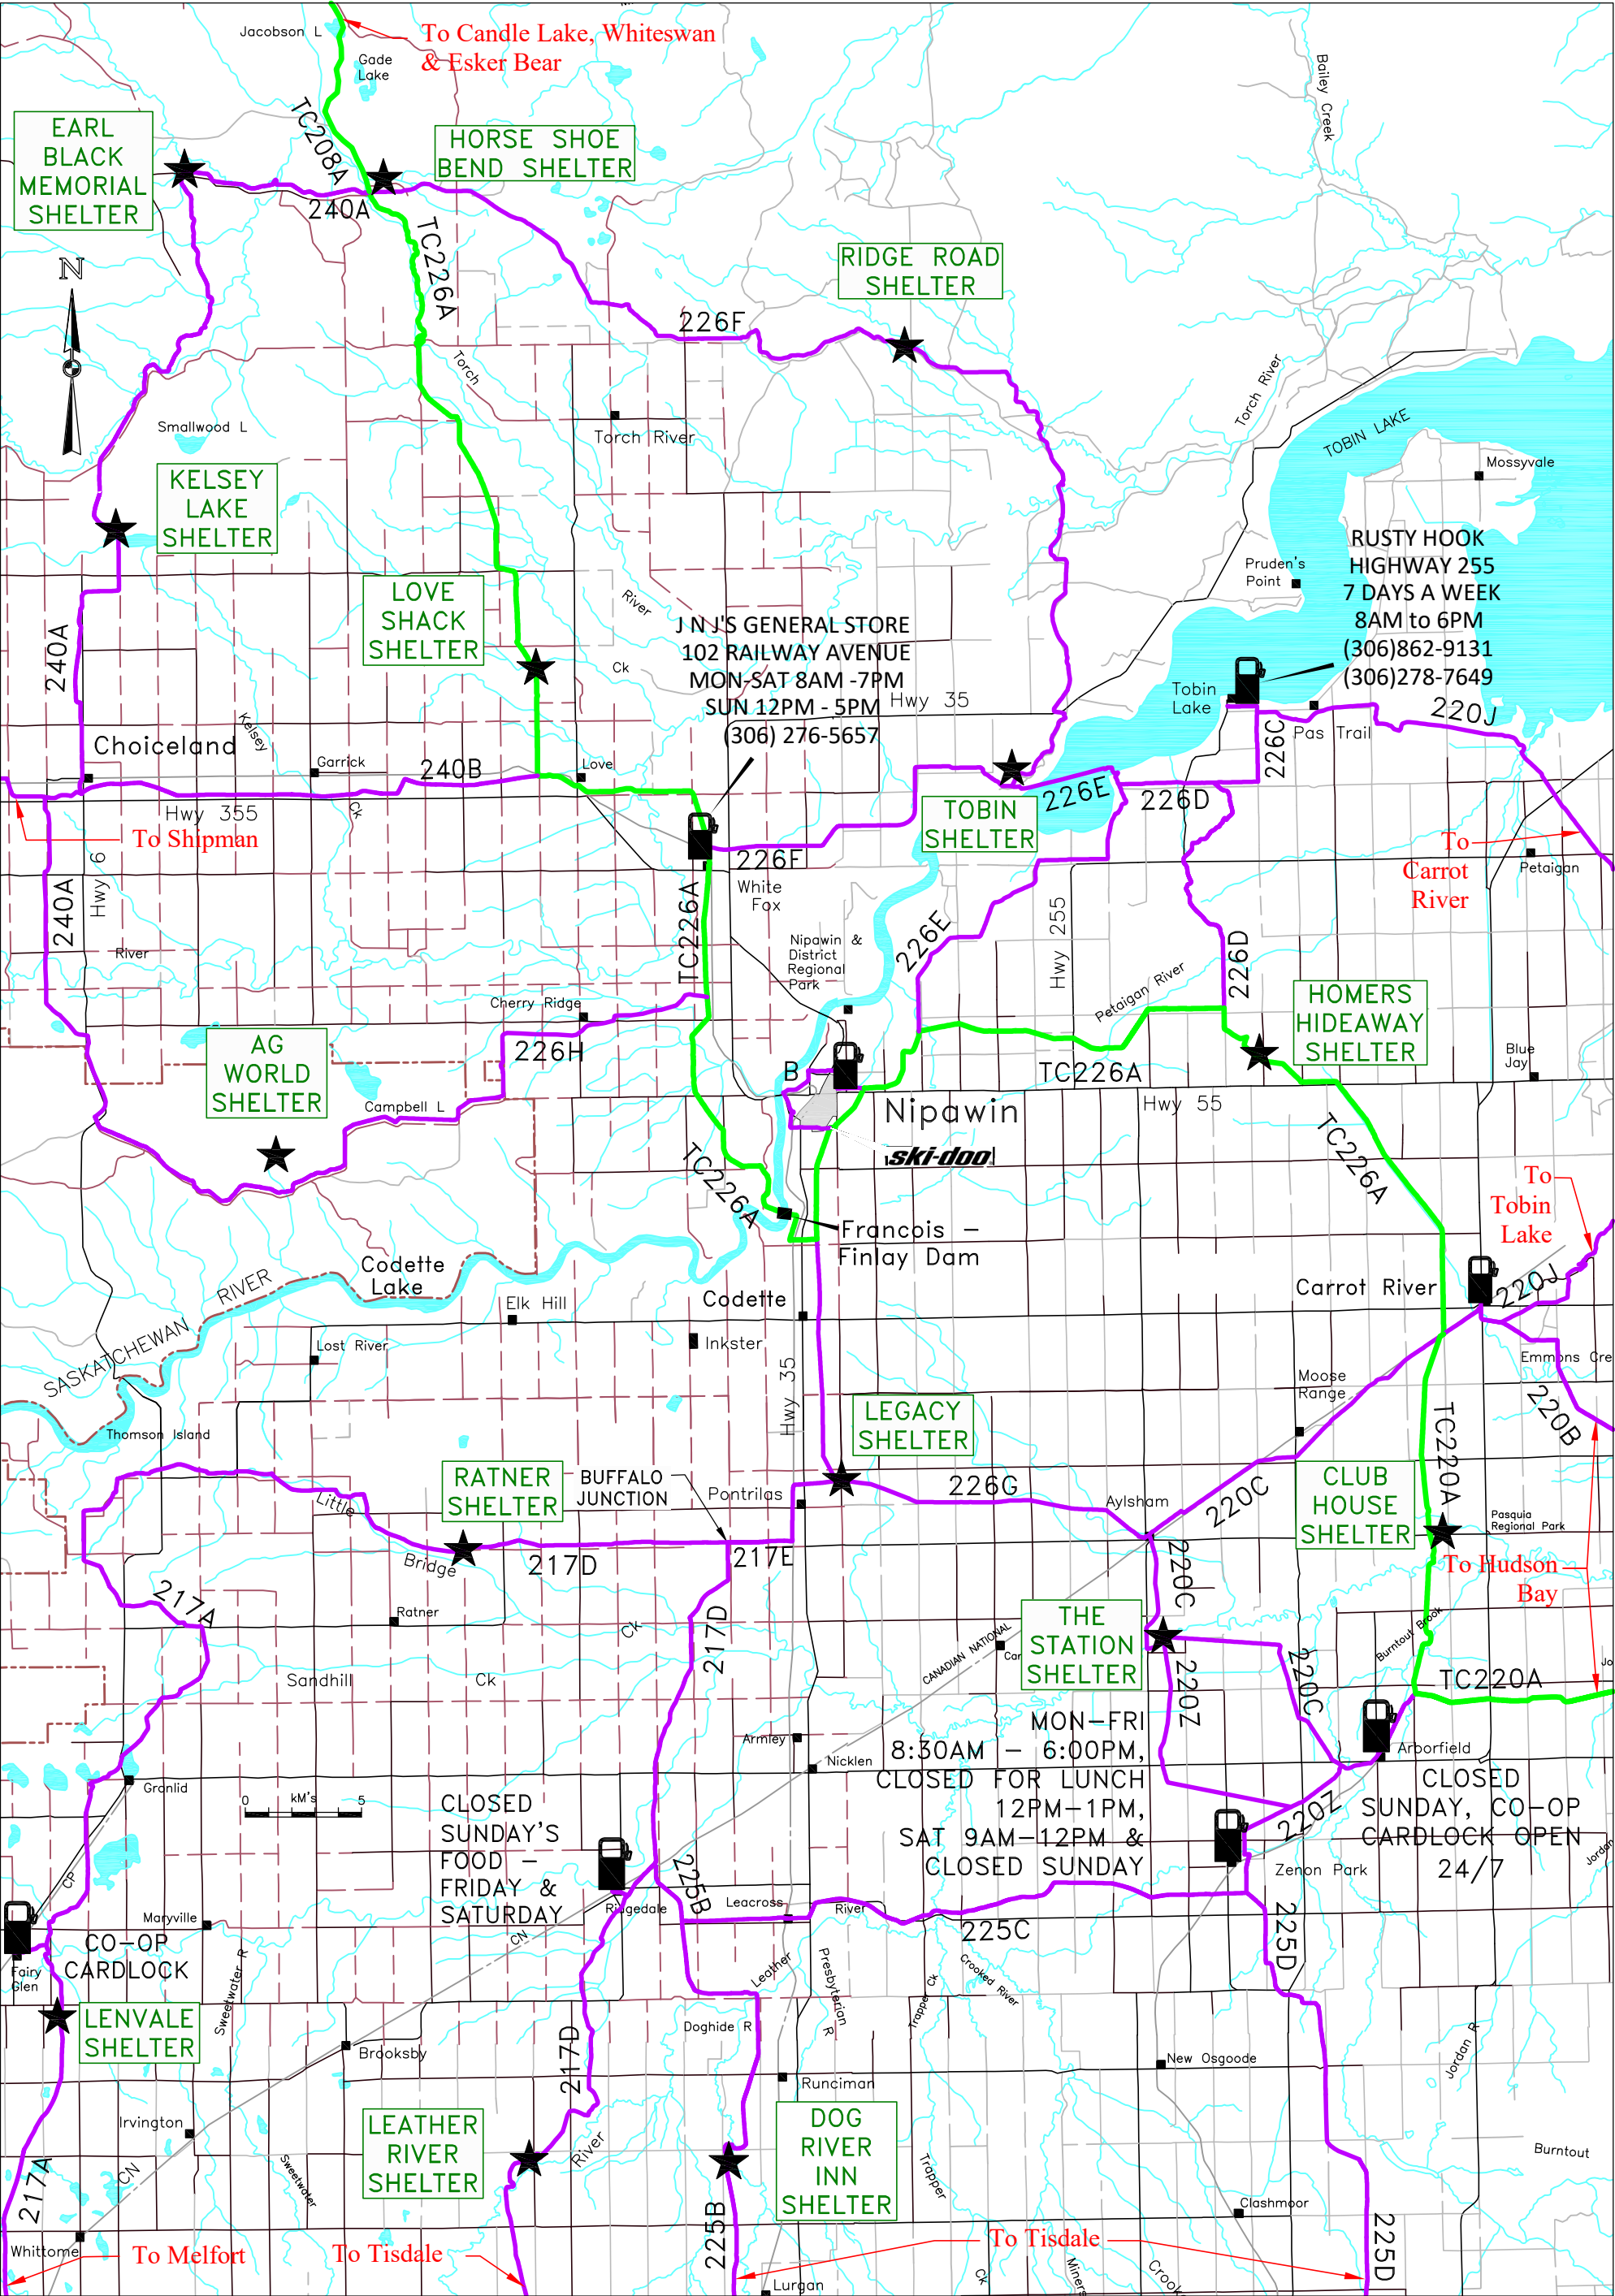 Jacobson L
Gade
Lake
To Candle Lake, Whiteswan
& Esker Bear
Bailey Creek
EARL
BLACK
MEMORIAL
SHELTER
TC208A
HORSE SHOE
BEND SHELTER
240A
TC226A
N
RIDGE ROAD
SHELTER
226F
Torch
Torch River
Smallwood L
Torch River
TOBIN LAKE
Mossyvale
KELSEY
LAKE
SHELTER
RUSTY HOOK
HIGHWAY 255
7 DAYS A WEEK
8AM to 6PM
(306)862-9131
(306)278-7649
Pruden's
Point
LOVE
SHACK
SHELTER
River
J N J'S GENERAL STORE
102 RAILWAY AVENUE
MON-SAT 8AM -7PM
SUN 12PM - 5PM
(306) 276-5657
240A
Ck
Hwy 35
Tobin
Lake
226C
Pas Trail
220J
Choiceland
Kelsey
Garrick
240B
Love
Hwy 355
Ck
To Shipman
226E
226D
TOBIN
SHELTER
To
Carrot
River
Petaigan
226F
White
Fox
240A
Hwy 6
TC226A
River
Nipawin &
District
Regional
Park
226E
Hwy 255
226D
Petaigan River
Cherry Ridge
HOMERS
HIDEAWAY
SHELTER
AG
WORLD
SHELTER
226H
B
TC226A
Blue
Jay
Campbell L
Nipawin
Hwy 55
ski-doo
TC226A
TC226A
To
Tobin
Lake
Francois -
Finlay Dam
Codette
Lake
RIVER
SASKATCHEWAN
Elk Hill
Codette
Inkster
Carrot River
220J
Lost River
Hwy 35
Moose
Range
Emmons Cre
220B
Thomson Island
LEGACY
SHELTER
TC220A
RATNER
SHELTER
BUFFALO
JUNCTION
Pontrilas
226G
Aylsham
220C
CLUB
HOUSE
SHELTER
Pasquia
Regional Park
Little
Bridge
217D
217E
220C
To Hudson
Bay
217A
Ratner
Ck
217D
CANADIAN NATIONAL
Car
THE
STATION
SHELTER
Burntout Brook
Sandhill
Ck
220Z
220C
TC220A
Jo
MON-FRI
8:30AM - 6:00PM,
CLOSED FOR LUNCH
12PM-1PM,
SAT 9AM-12PM &
CLOSED SUNDAY
Armley
Nicklen
Arborfield
CLOSED
SUNDAY, CO-OP
CARDLOCK OPEN
24/7
Gronlid
0 kM's 5
CLOSED
SUNDAY'S
FOOD -
FRIDAY &
SATURDAY
220Z
Zenon Park
Jordan
CP
225B
Ridgedale
Leacross
River
225C
225D
Maryville
CN
CO-OP
CARDLOCK
Fairy
Glen
Sweetwater R
Leather
Presbyterian
R
Trapper Ck
Crooked River
LENVALE
SHELTER
Doghide R
Brooksby
217D
Runciman
New Osgoode
Jordan R
Irvington
LEATHER
RIVER
SHELTER
River
DOG
RIVER
INN
SHELTER
Trapper
Burntout
217A
CN
Sweetwater
225B
Clashmoor
225D
Whittome
To Melfort
To Tisdale
To Tisdale
Lurgan
Ck
Miners
Crook